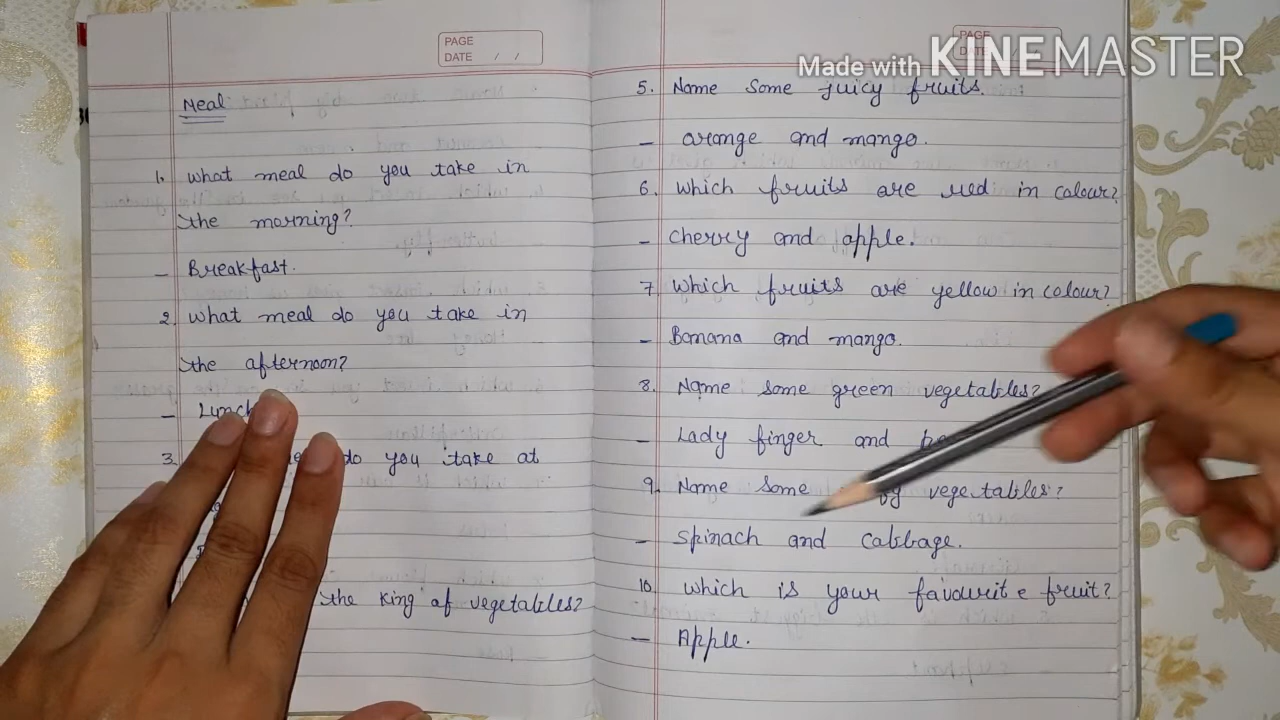 PAGE
DATE / /
Meal
1. What meal do you take in
the morning?
- Breakfast.
2. What meal do you take in
the afternoon?
- Lunch
3. do you take at
the king of vegetables?
PAGE
DATE
Made with KINEMASTER
5. Name some juicy fruits.
- orange and mango.
6. Which fruits are red in colour?
- Cherry and apple.
7 Which fruits are yellow in colour?
- Banana and mango.
8. Name some green vegetables?
- Lady finger and
9. Name some vegetables?
- Spinach and Cabbage.
10. Which is your favourite fruit?
- Apple.